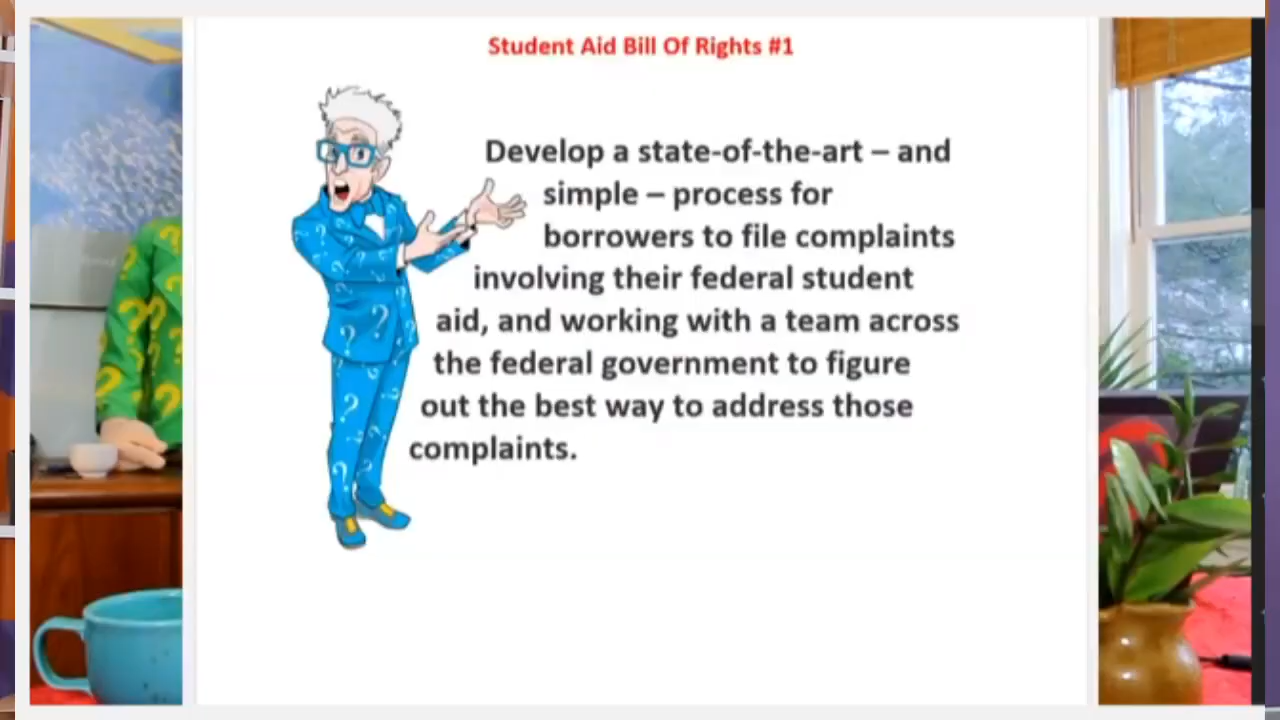 Student Aid Bill Of Rights #1
Develop a state-of-the-art – and
simple – process for
borrowers to file complaints
involving their federal student
aid, and working with a team across
the federal government to figure
out the best way to address those
complaints.